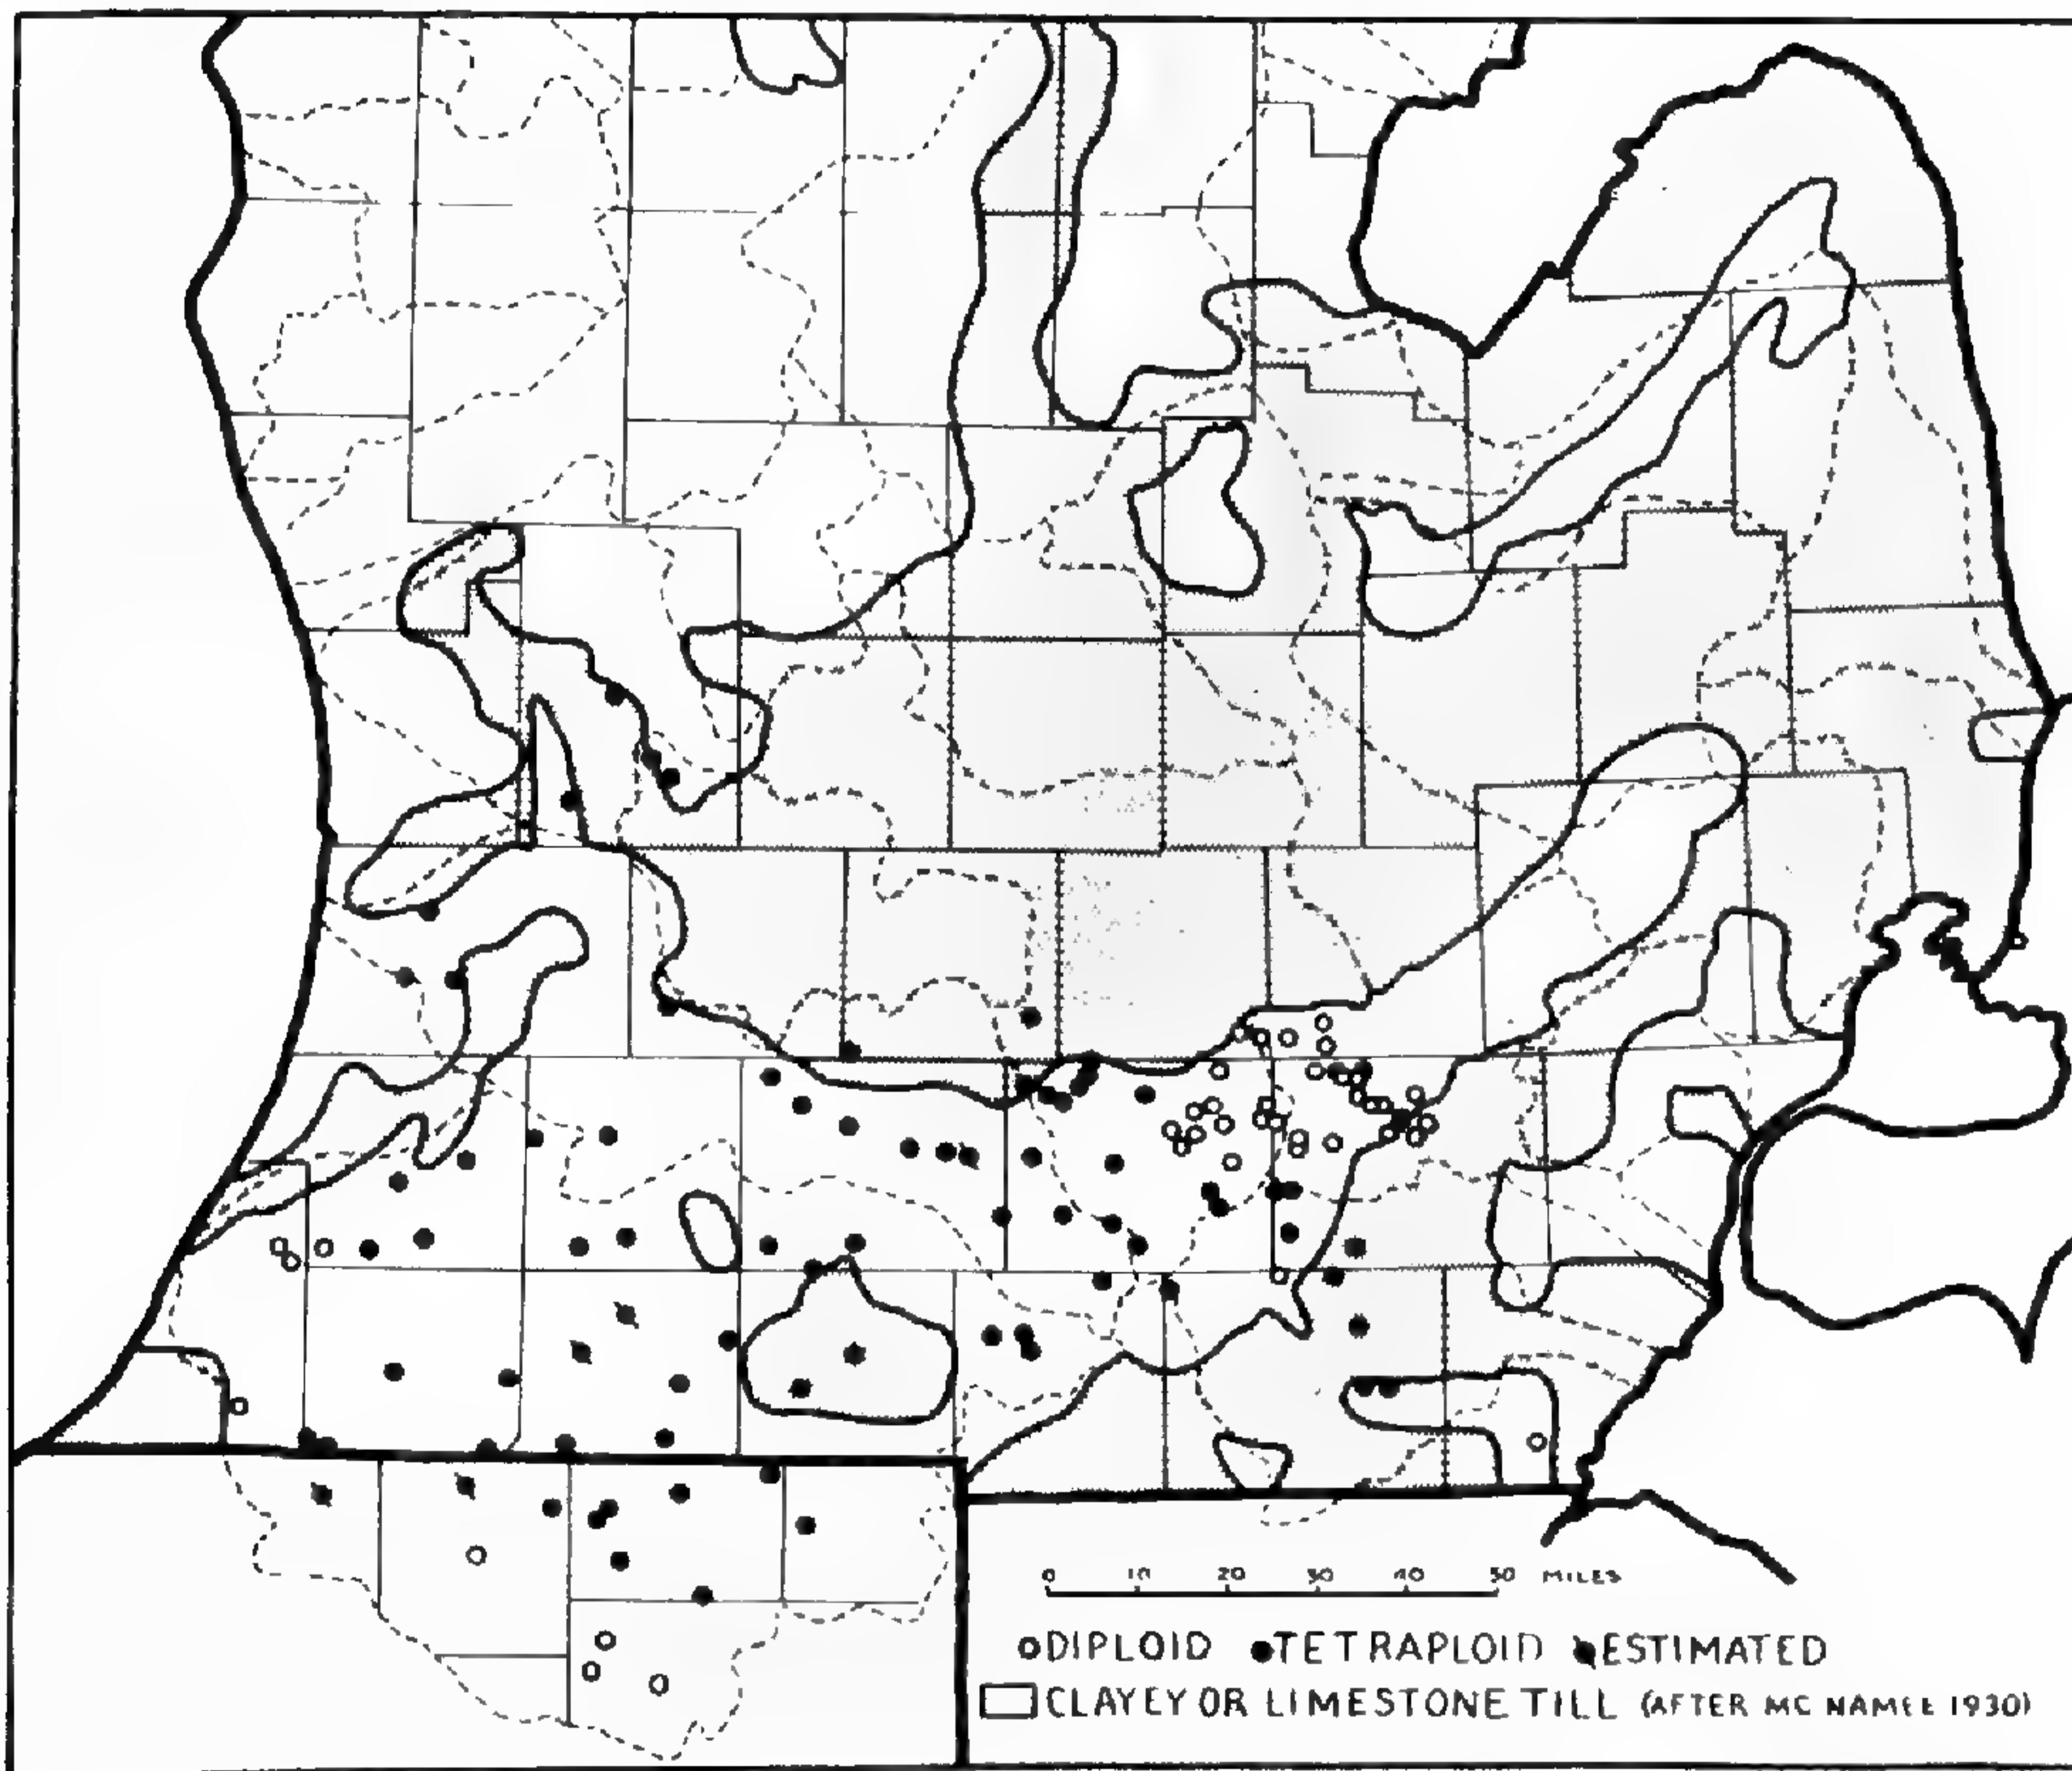 0 10 20 30 40 50 MILES
DIPLOID TETRAPLOID ESTIMATED
CLAYEY OR LIMESTONE TILL (AFTER MC NAMEE 1930)